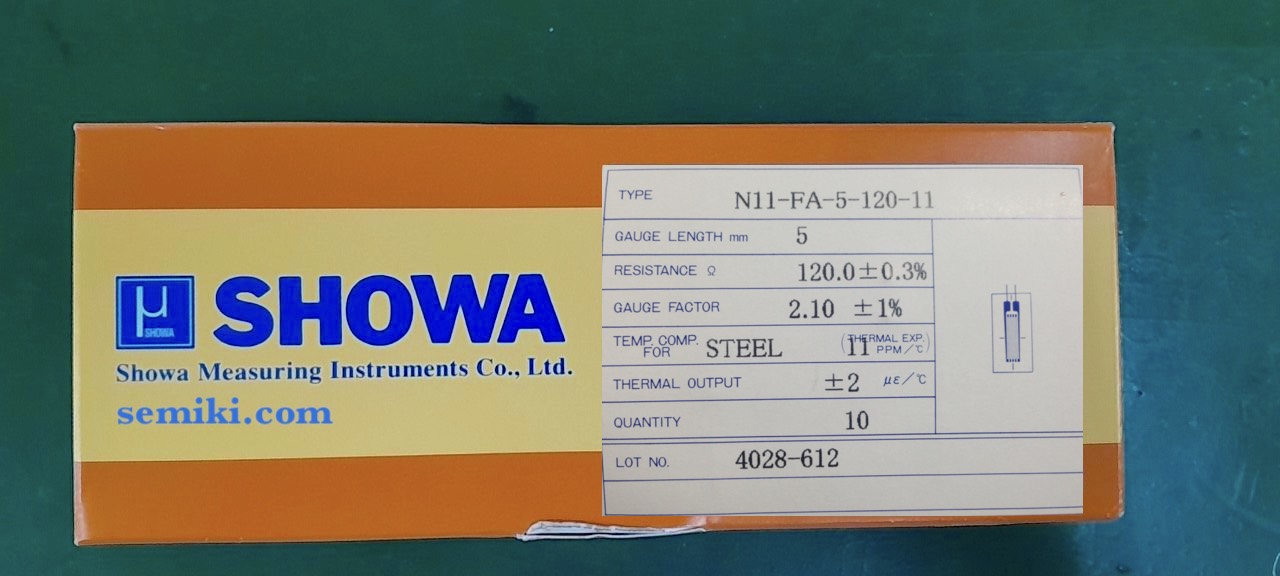 μ
SHOWA
SHOWA
Showa Measuring Instruments Co., Ltd.
semiki.com
TYPE N11-FA-5-120-11
GAUGE LENGTH mm 5
RESISTANCE Ω 120.0±0.3%
GAUGE FACTOR 2.10 ±1%
TEMP. COMP. FOR STEEL 11 (THERMAL EXP. PPM/℃)
THERMAL OUTPUT ±2 με/℃
QUANTITY 10
LOT NO. 4028-612